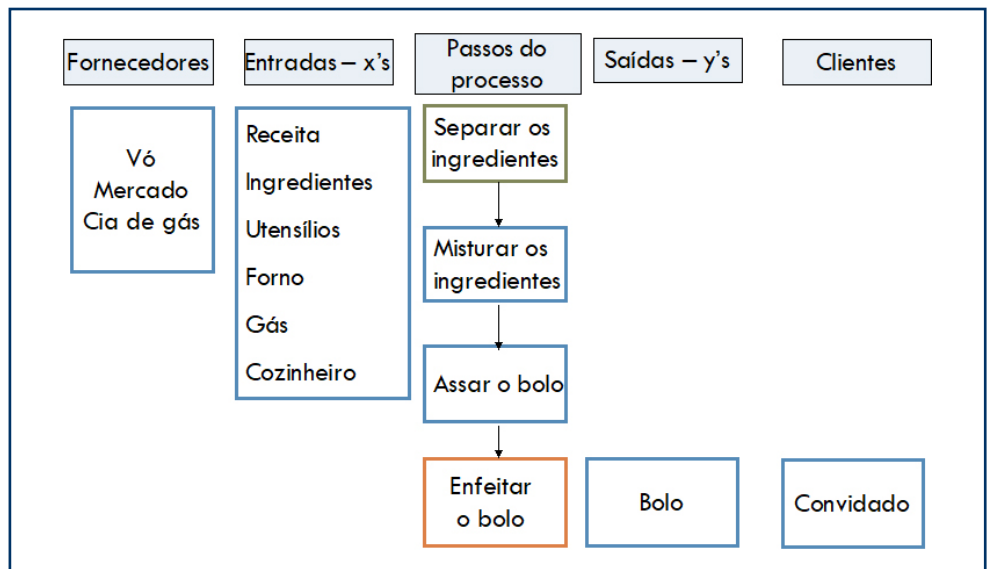 Fornecedores
Entradas – x's
Passos do
processo
Saídas – y's
Clientes
Vó
Mercado
Cia de gás
Receita
Ingredientes
Utensílios
Forno
Gás
Cozinheiro
Separar os
ingredientes
Misturar os
ingredientes
Assar o bolo
Enfeitar
o bolo
Bolo
Convidado